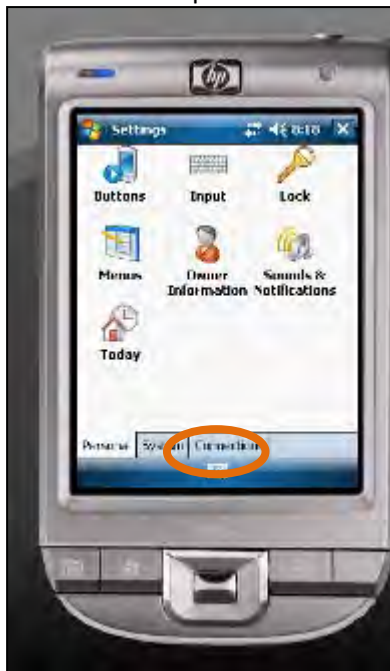 hp
Settings 8:18
Buttons Input Lock
Menus Owner Information Sounds & Notifications
Today
Personal System Connections